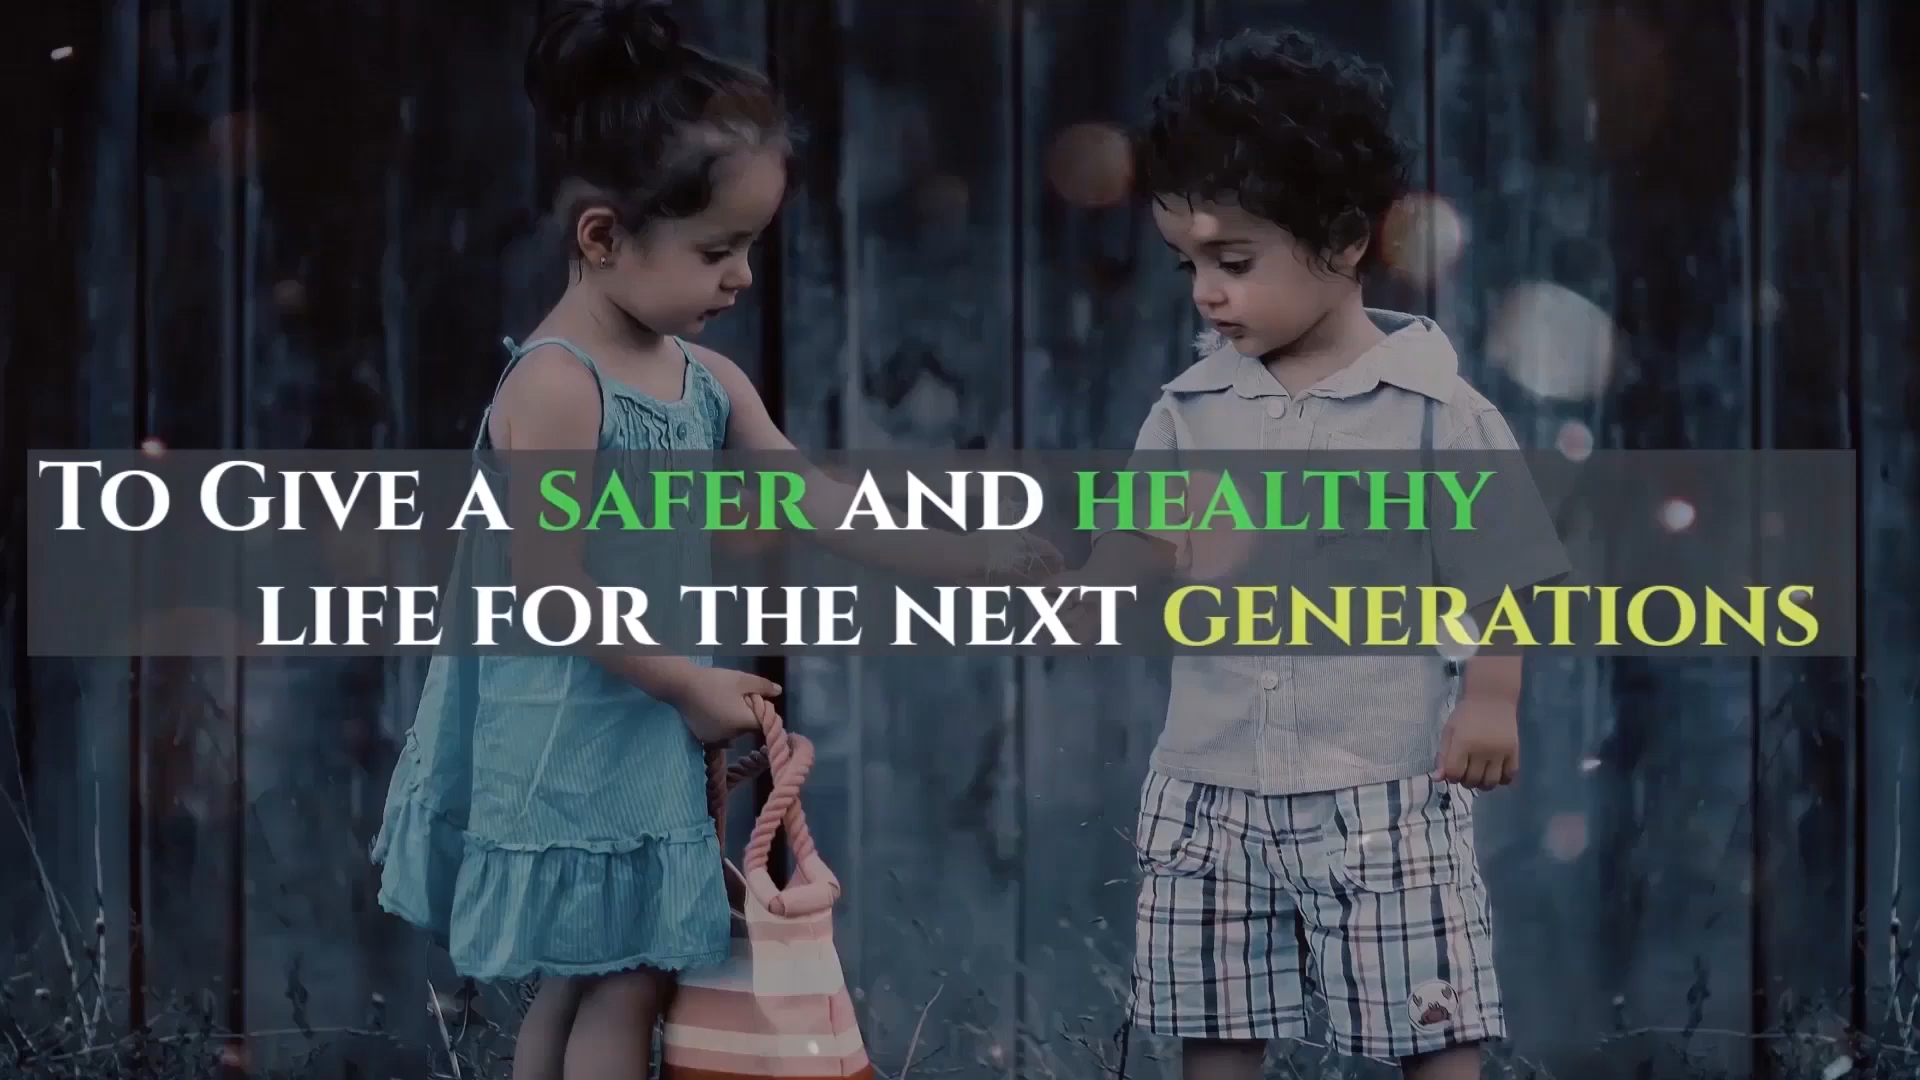 To Give a safer and healthy
life for the next generations